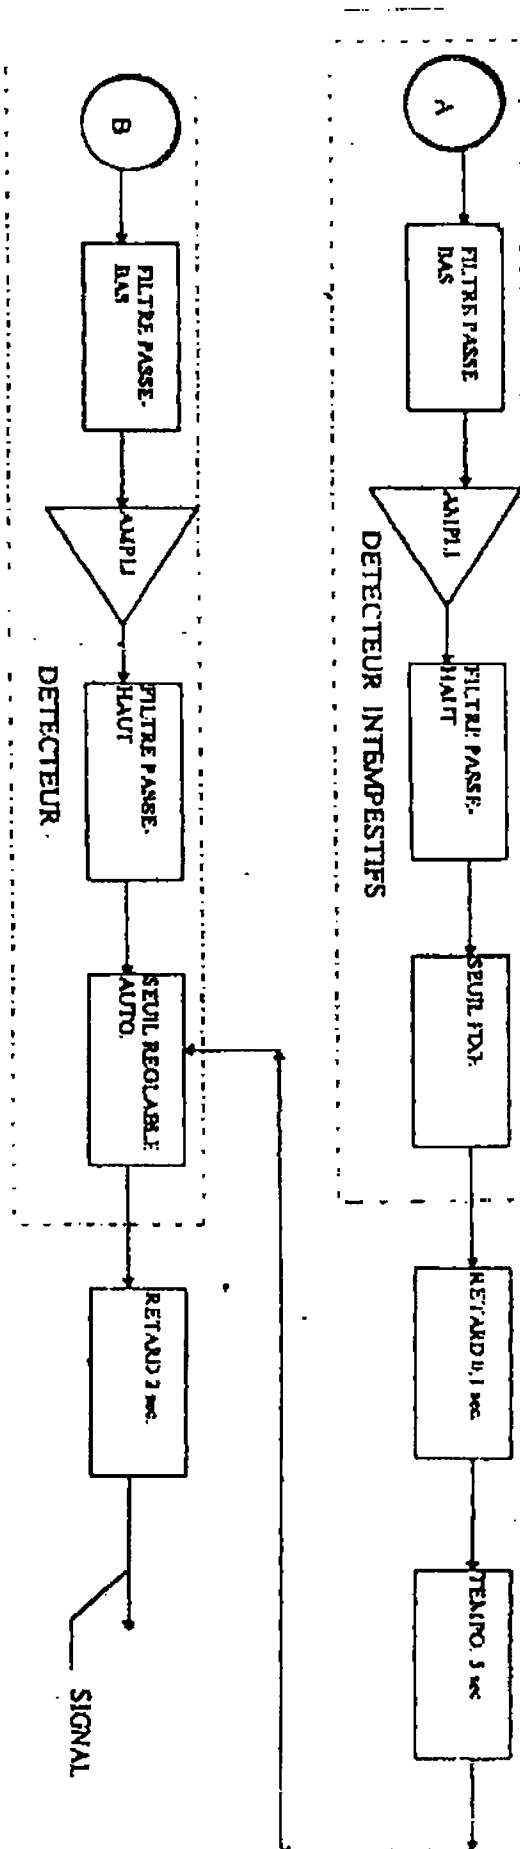 A
FILTRE PASSE
BAS
AMPLI
FILTRE PASSE-
HAUT
SEUIL FIXE
RETARD 0,1 sec
TEMPO. 5 sec
DETECTEUR INTEMPESTIFS
B
FILTRE PASSE-
BAS
AMPLI
FILTRE PASSE-
HAUT
SEUIL REGLABLE
AUTO.
RETARD 2 sec.
DETECTEUR
SIGNAL